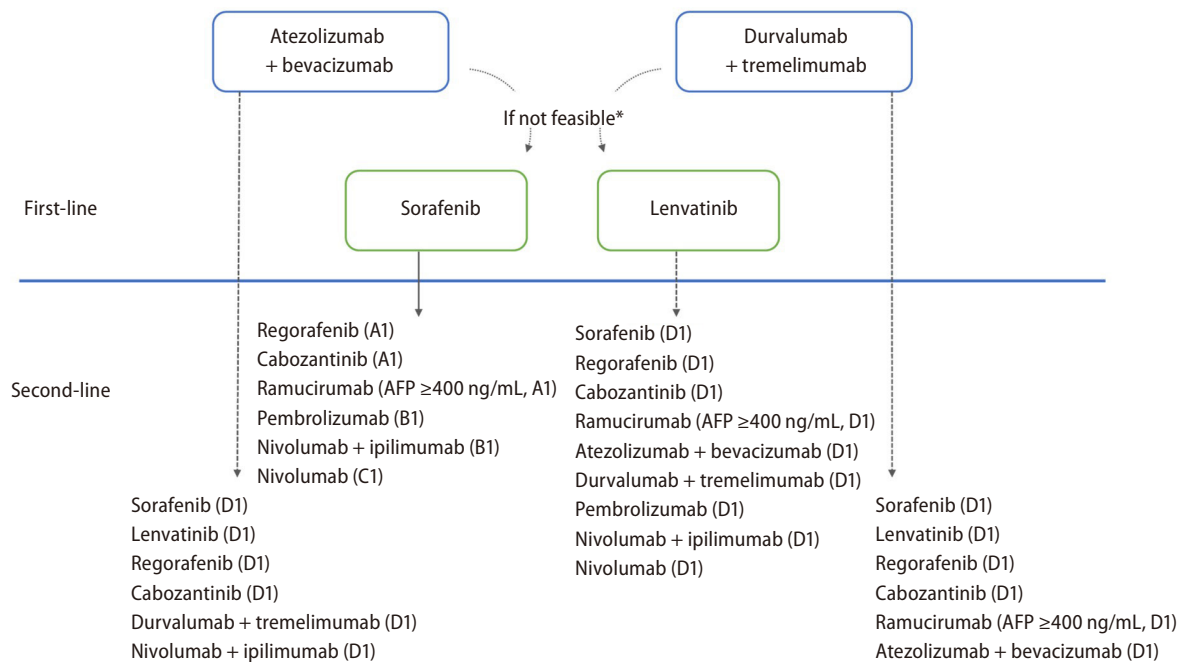 Atezolizumab
+ bevacizumab
Durvalumab
+ tremelimumab
If not feasible*
First-line
Sorafenib
Lenvatinib
Second-line
Regorafenib (A1)
Cabozantinib (A1)
Ramucirumab (AFP ≥400 ng/mL, A1)
Pembrolizumab (B1)
Nivolumab + ipilimumab (B1)
Nivolumab (C1)
Sorafenib (D1)
Regorafenib (D1)
Cabozantinib (D1)
Ramucirumab (AFP ≥400 ng/mL, D1)
Atezolizumab + bevacizumab (D1)
Durvalumab + tremelimumab (D1)
Pembrolizumab (D1)
Nivolumab + ipilimumab (D1)
Nivolumab (D1)
Sorafenib (D1)
Lenvatinib (D1)
Regorafenib (D1)
Cabozantinib (D1)
Durvalumab + tremelimumab (D1)
Nivolumab + ipilimumab (D1)
Sorafenib (D1)
Lenvatinib (D1)
Regorafenib (D1)
Cabozantinib (D1)
Ramucirumab (AFP ≥400 ng/mL, D1)
Atezolizumab + bevacizumab (D1)